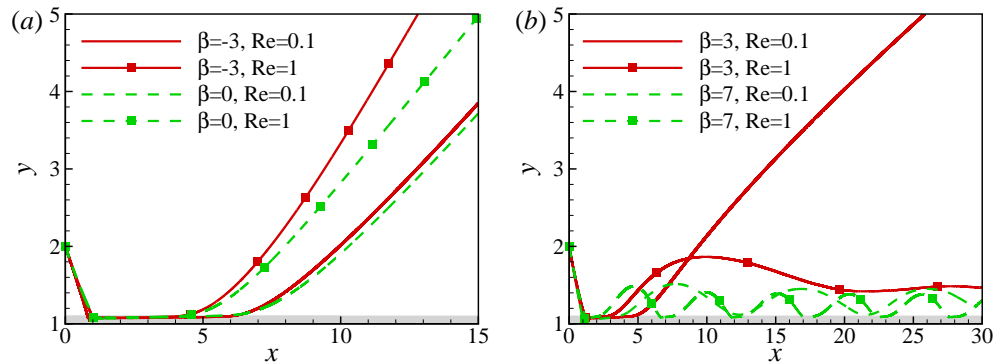 (a)
β=-3, Re=0.1
β=-3, Re=1
β=0, Re=0.1
β=0, Re=1
5
4
3
2
1
y
0
5
10
15
x
(b)
β=3, Re=0.1
β=3, Re=1
β=7, Re=0.1
β=7, Re=1
5
4
3
2
1
y
0
5
10
15
20
25
30
x